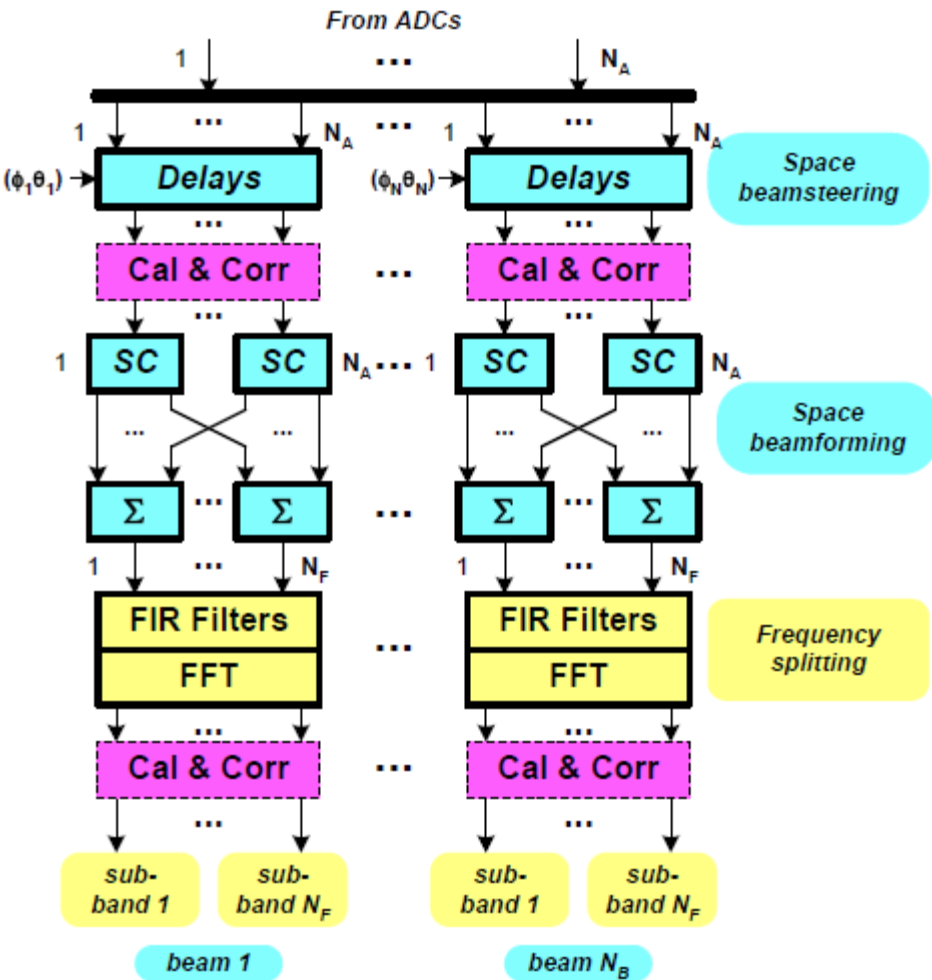 From ADCs
1 ... N_A
1 ... N_A ... 1 ... N_A
(ϕ₁θ₁) Delays (ϕ_Nθ_N) Delays
Space
beamsteering
... ...
Cal & Corr ... Cal & Corr
... ...
1 SC SC N_A ... 1 SC SC N_A
... ... ... ...
Space
beamforming
Σ ... Σ ... Σ ... Σ
1 ... N_F 1 ... N_F
FIR Filters ... FIR Filters
FFT FFT
Frequency
splitting
... ...
Cal & Corr ... Cal & Corr
... ...
sub-
band 1
sub-
band N_F
sub-
band 1
sub-
band N_F
beam 1
beam N_B